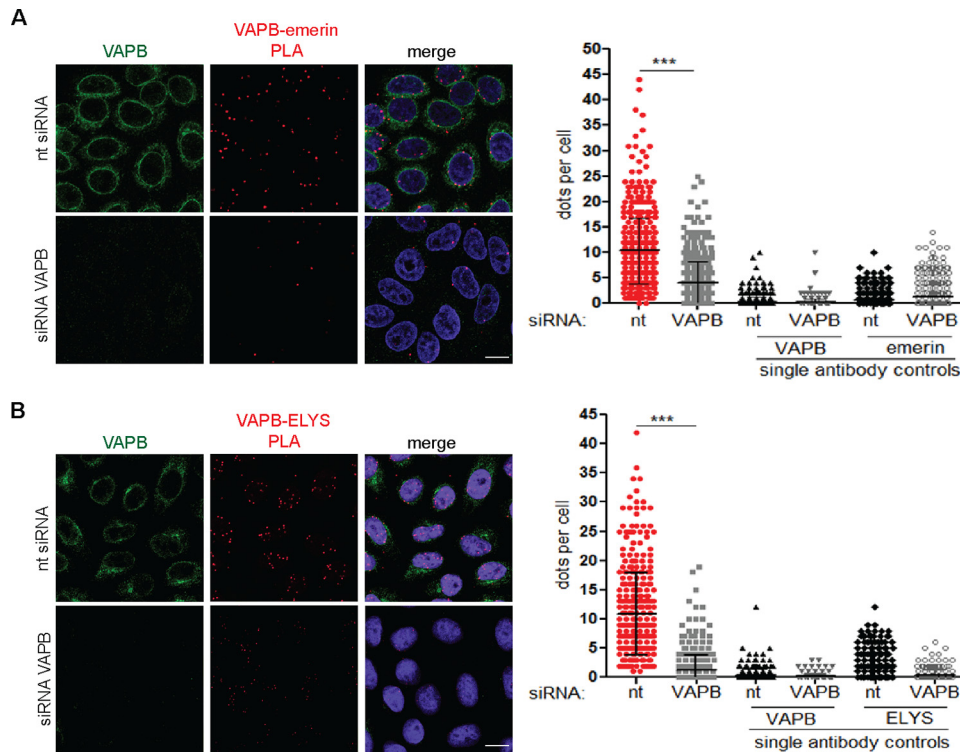 A
VAPB
VAPB-emerin
PLA
merge
nt siRNA
siRNA VAPB
dots per cell
50
45
40
35
30
25
20
15
10
5
0
***
siRNA:
nt
VAPB
nt
VAPB
nt
VAPB
VAPB
emerin
single antibody controls
B
VAPB
VAPB-ELYS
PLA
merge
nt siRNA
siRNA VAPB
dots per cell
45
40
35
30
25
20
15
10
5
0
***
siRNA:
nt
VAPB
nt
VAPB
nt
VAPB
VAPB
ELYS
single antibody controls